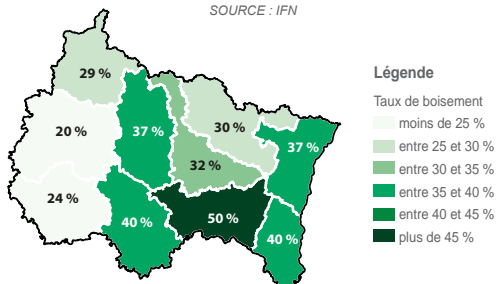 SOURCE : IFN
29 %
20 %
37 %
30 %
37 %
32 %
24 %
40 %
50 %
40 %
Légende
Taux de boisement
moins de 25 %
entre 25 et 30 %
entre 30 et 35 %
entre 35 et 40 %
entre 40 et 45 %
plus de 45 %